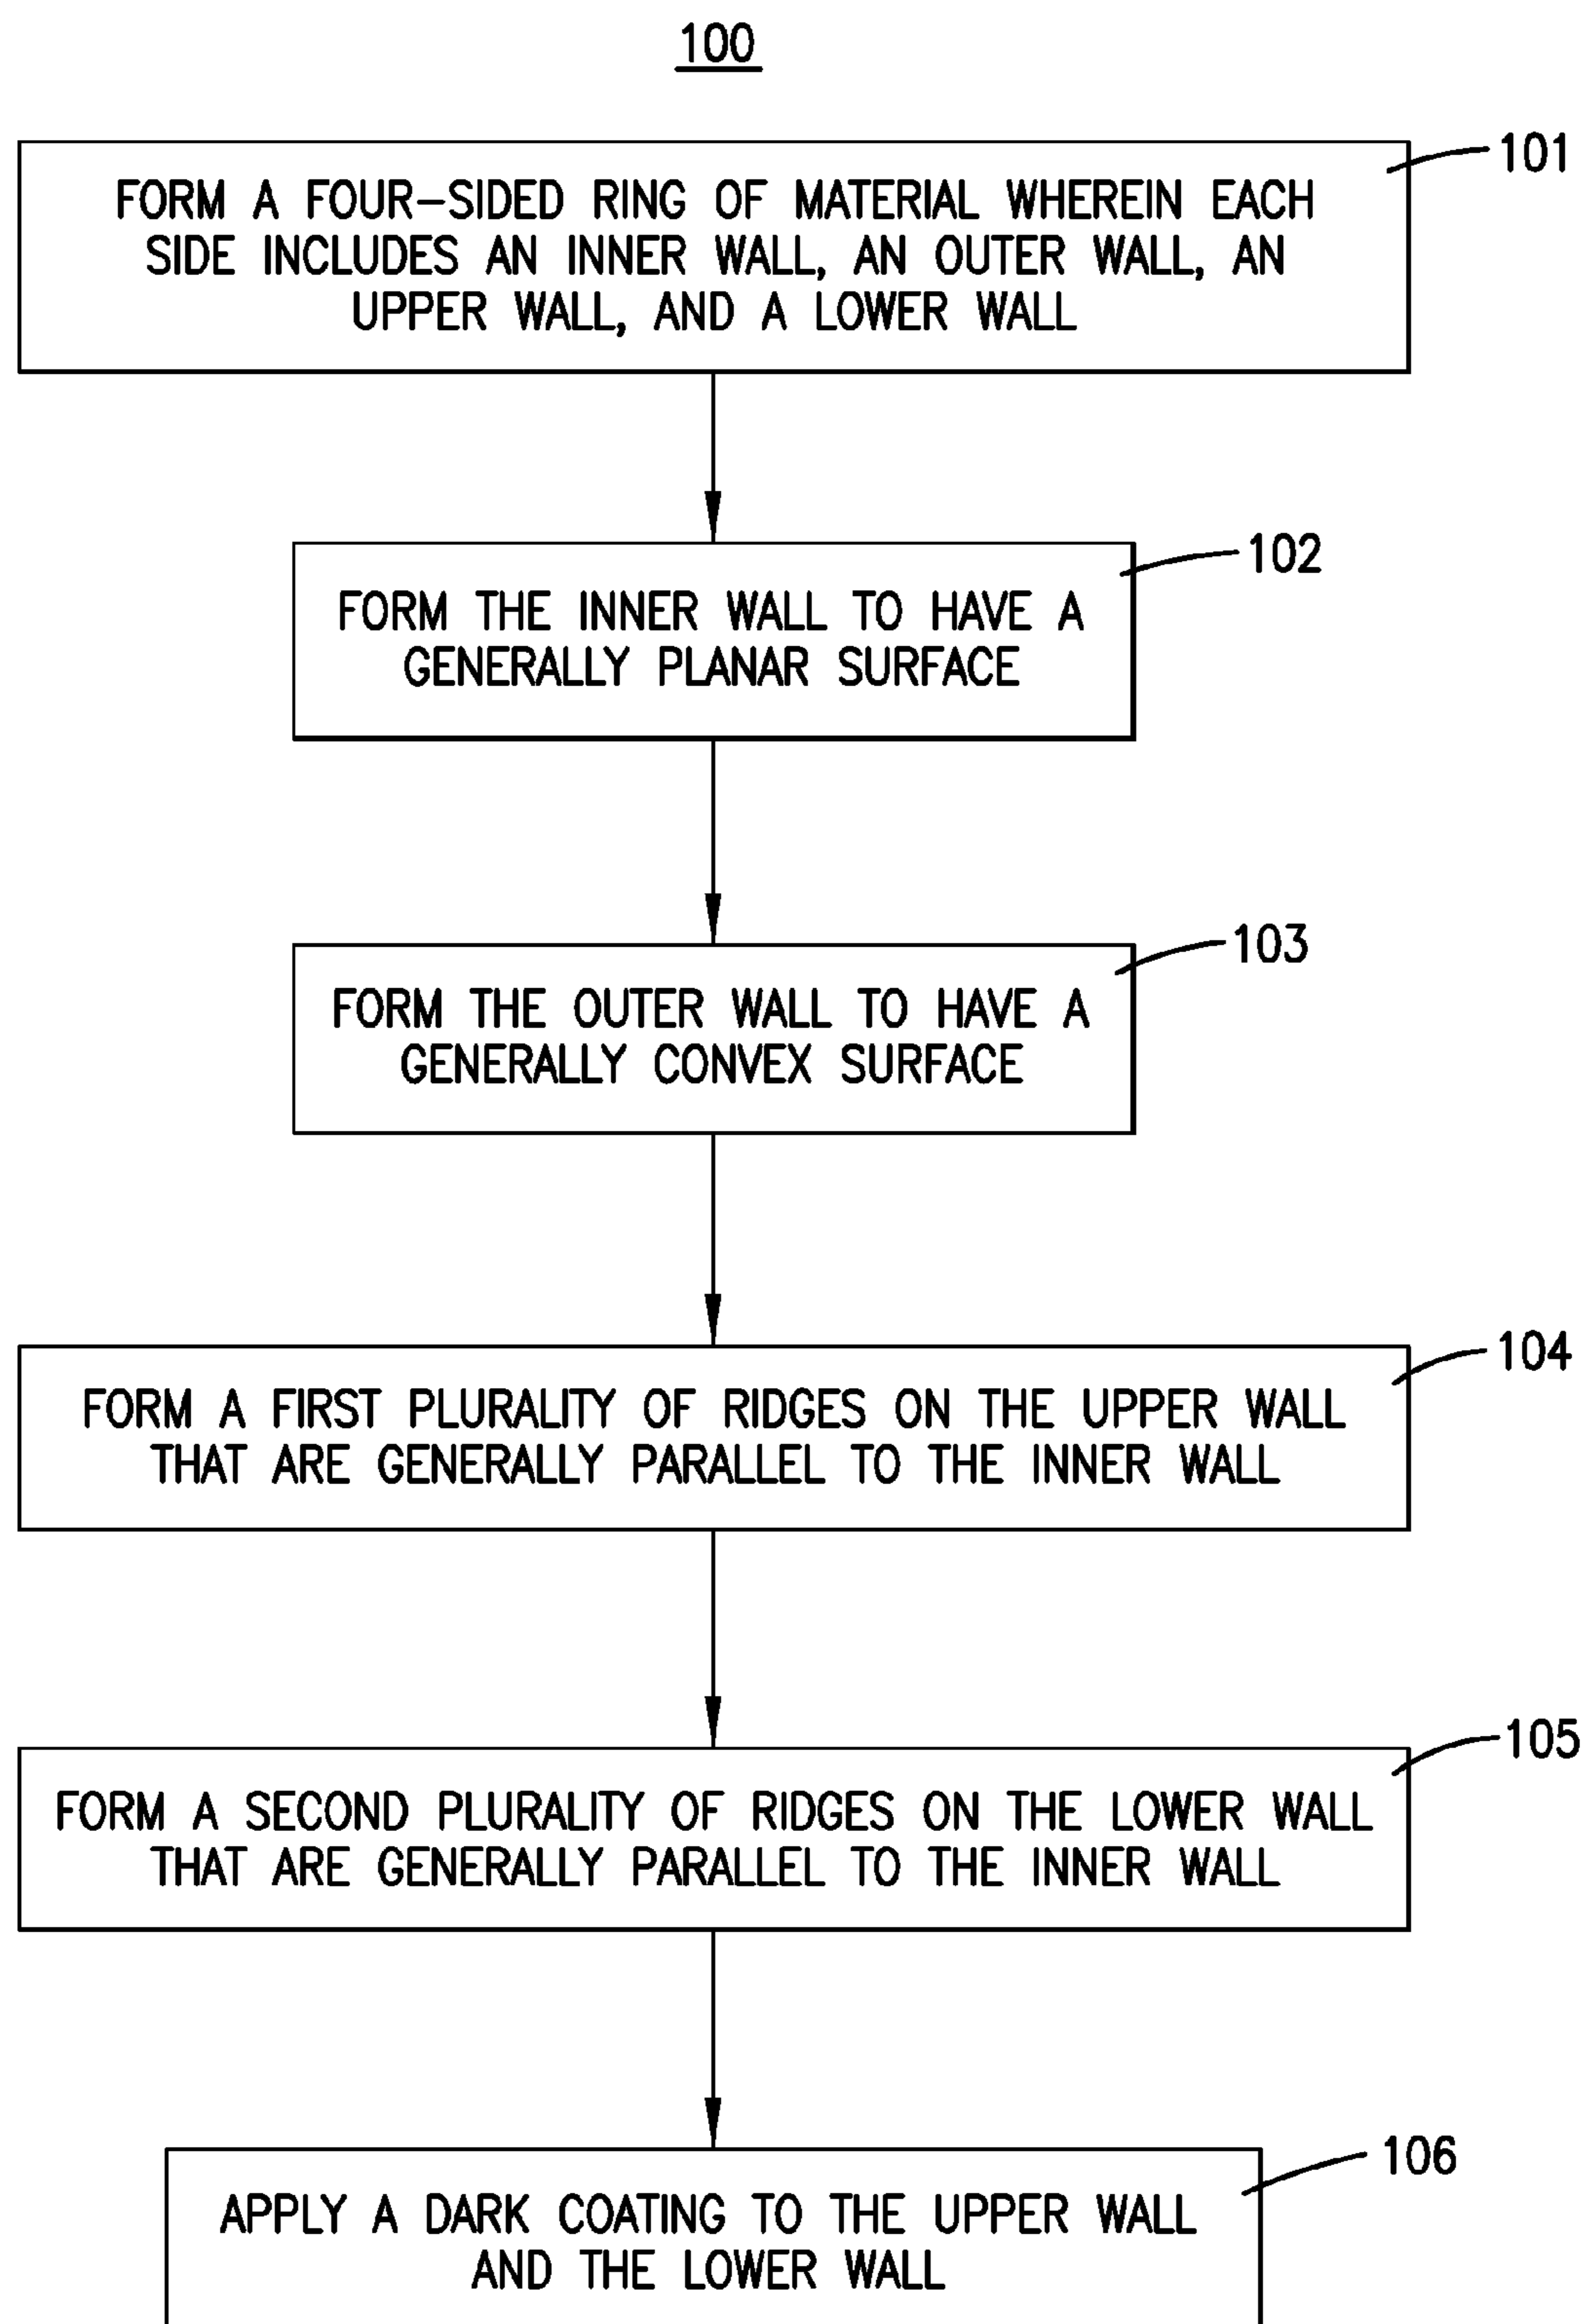 100
101
FORM A FOUR-SIDED RING OF MATERIAL WHEREIN EACH
SIDE INCLUDES AN INNER WALL, AN OUTER WALL, AN
UPPER WALL, AND A LOWER WALL
102
FORM THE INNER WALL TO HAVE A
GENERALLY PLANAR SURFACE
103
FORM THE OUTER WALL TO HAVE A
GENERALLY CONVEX SURFACE
104
FORM A FIRST PLURALITY OF RIDGES ON THE UPPER WALL
THAT ARE GENERALLY PARALLEL TO THE INNER WALL
105
FORM A SECOND PLURALITY OF RIDGES ON THE LOWER WALL
THAT ARE GENERALLY PARALLEL TO THE INNER WALL
106
APPLY A DARK COATING TO THE UPPER WALL
AND THE LOWER WALL